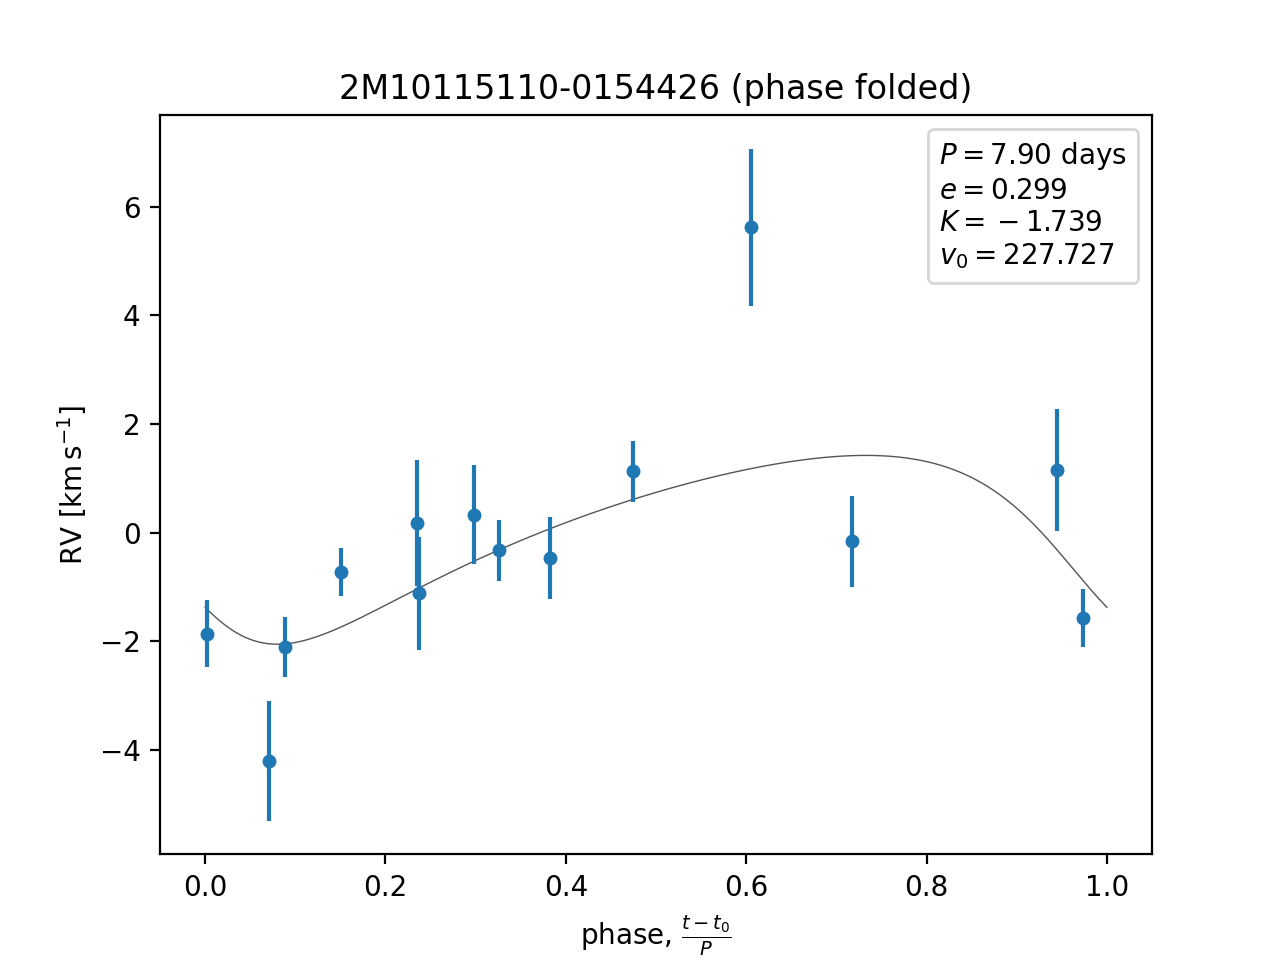 2M10115110-0154426 (phase folded)
P = 7.90 days
e = 0.299
K = −1.739
v₀ = 227.727
RV [km s⁻¹]
6
4
2
0
−2
−4
0.0 0.2 0.4 0.6 0.8 1.0
phase, (t − t₀)/P